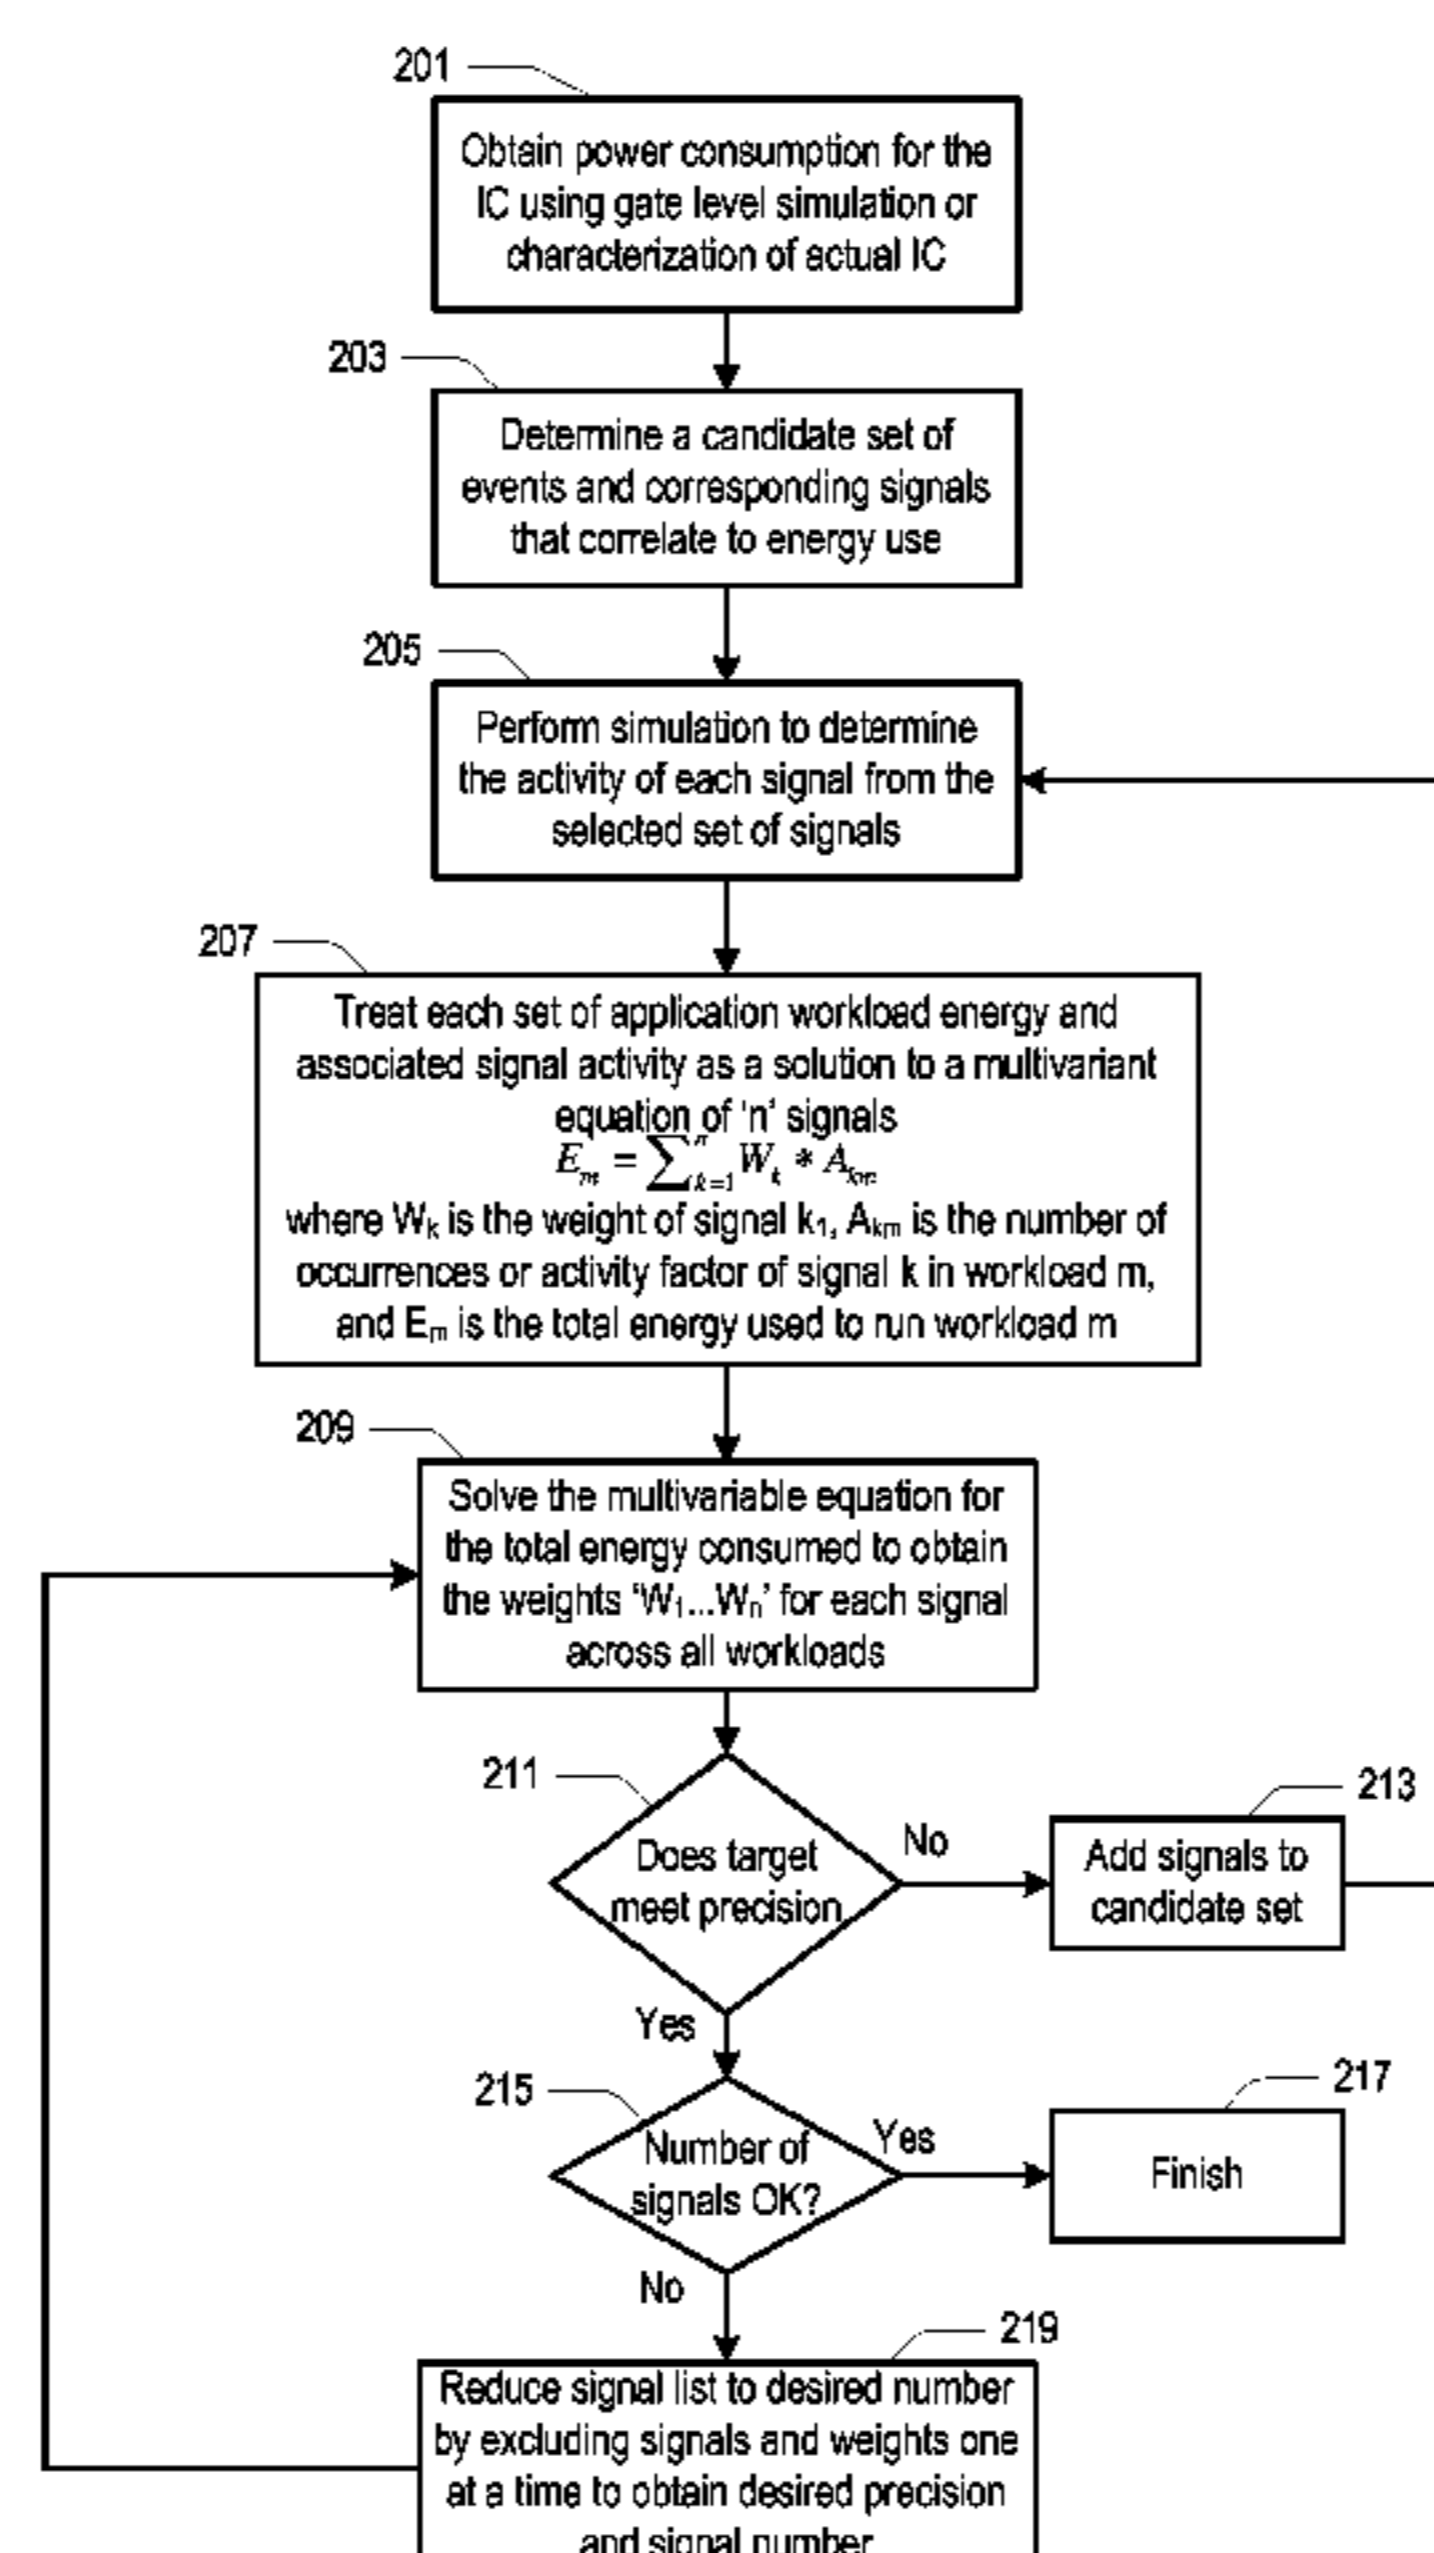 201
Obtain power consumption for the
IC using gate level simulation or
characterization of actual IC
203
Determine a candidate set of
events and corresponding signals
that correlate to energy use
205
Perform simulation to determine
the activity of each signal from the
selected set of signals
207
Treat each set of application workload energy and
associated signal activity as a solution to a multivariant
equation of 'n' signals
Eₘ = ∑ₖ₌₁ⁿ Wₖ * Aₖₘ
where Wₖ is the weight of signal k₁, Aₖₘ is the number of
occurrences or activity factor of signal k in workload m,
and Eₘ is the total energy used to run workload m
209
Solve the multivariable equation for
the total energy consumed to obtain
the weights 'W₁...Wₙ' for each signal
across all workloads
211
Does target
meet precision
No
213
Add signals to
candidate set
Yes
215
Number of
signals OK?
Yes
217
Finish
No
219
Reduce signal list to desired number
by excluding signals and weights one
at a time to obtain desired precision
and signal number